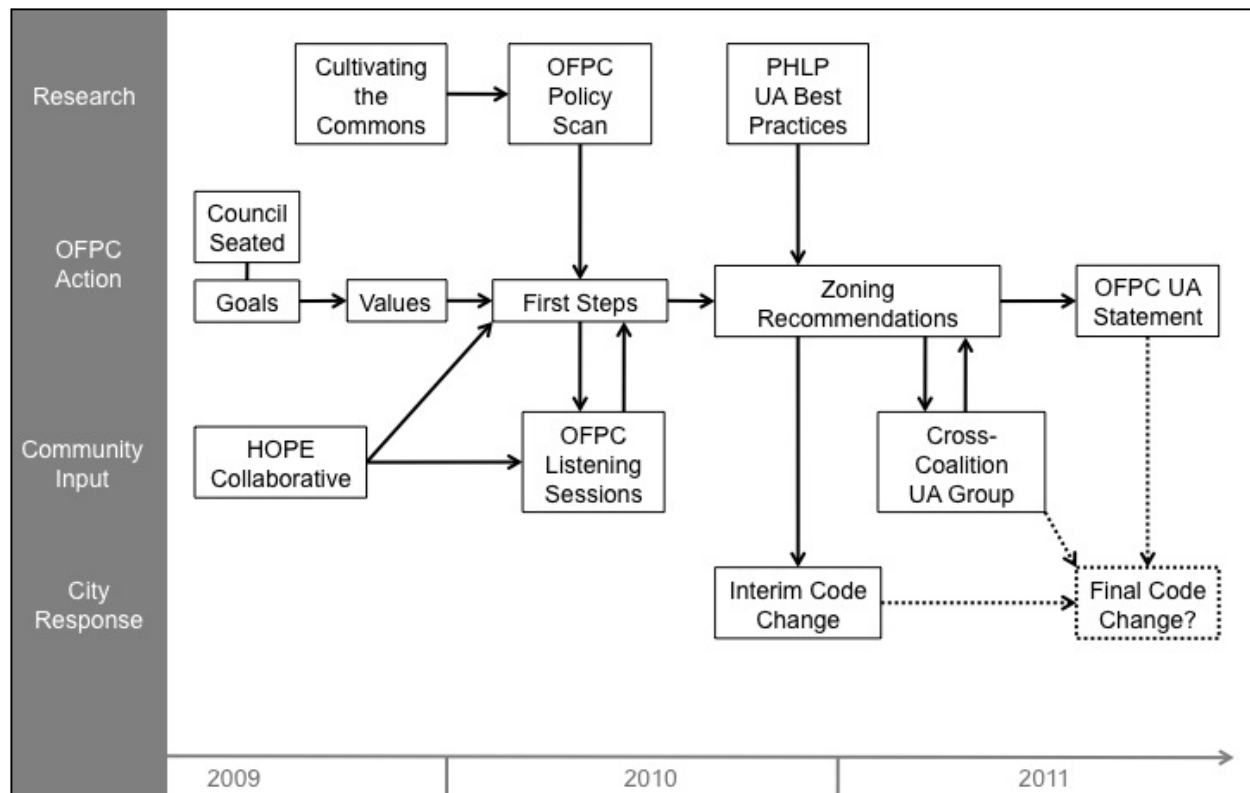 Research
Cultivating
the
Commons
OFPC
Policy
Scan
PHLP
UA Best
Practices
OFPC
Action
Council
Seated
Goals
Values
First Steps
Zoning
Recommendations
OFPC UA
Statement
Community
Input
HOPE
Collaborative
OFPC
Listening
Sessions
Cross-
Coalition
UA Group
City
Response
Interim Code
Change
Final Code
Change?
2009
2010
2011